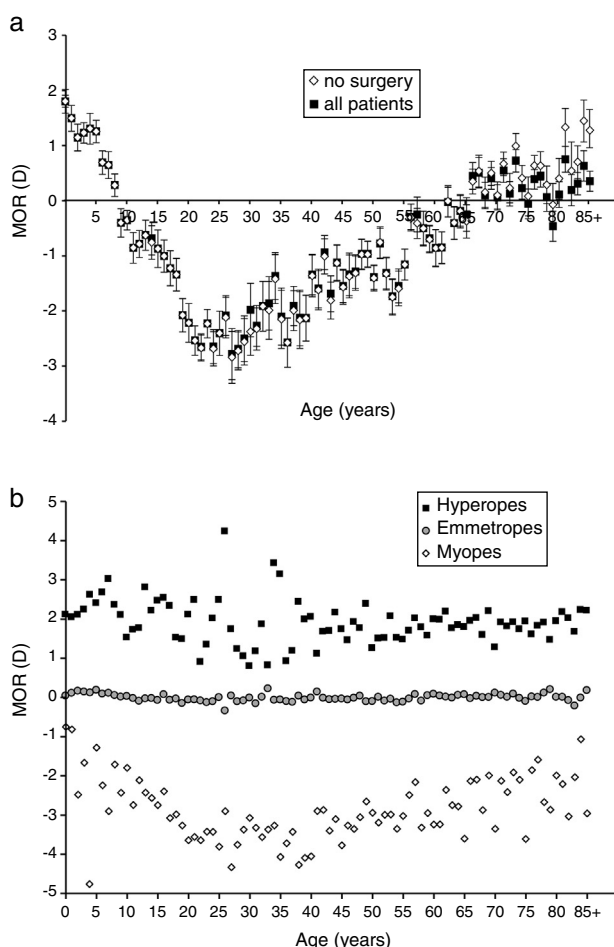 a
3
2
1
0
-1
-2
-3
-4
MOR (D)
no surgery
all patients
5 10 15 20 25 30 35 40 45 50 55 60 65 70 75 80 85+
Age (years)
b
5
4
3
2
1
0
-1
-2
-3
-4
-5
MOR (D)
Hyperopes
Emmetropes
Myopes
0 5 10 15 20 25 30 35 40 45 50 55 60 65 70 75 80 85+
Age (years)